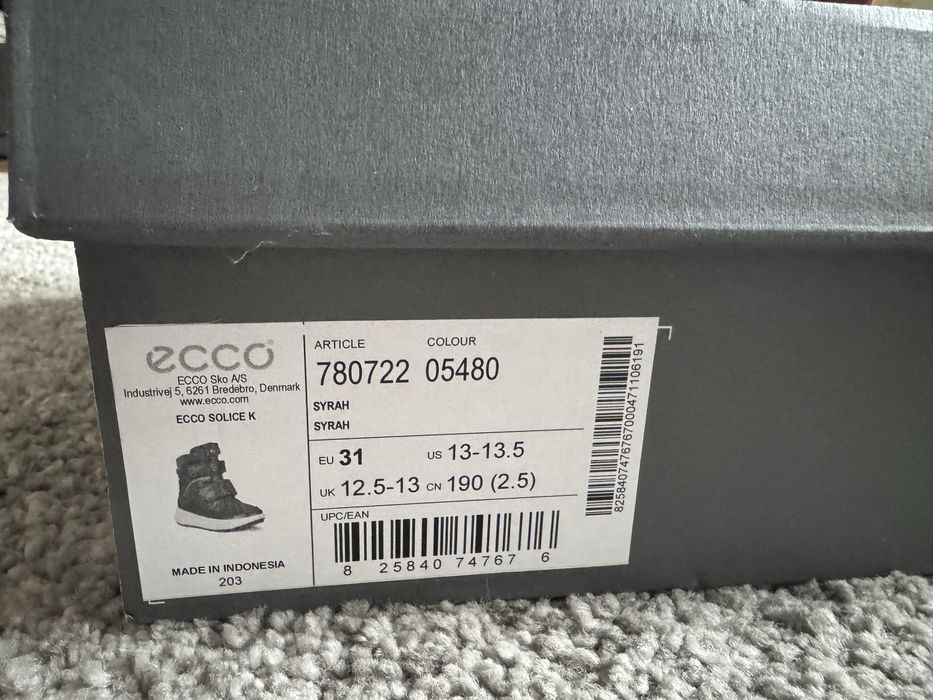 ecco
ECCO Sko A/S
Industrivej 5, 6261 Bredebro, Denmark
www.ecco.com
ECCO SOLICE K
MADE IN INDONESIA
203
ARTICLE COLOUR
780722 05480
SYRAH
SYRAH
EU 31 US 13-13.5
UK 12.5-13 CN 190 (2.5)
UPC/EAN
8 25840 74767 6
825840747676700047110​6191